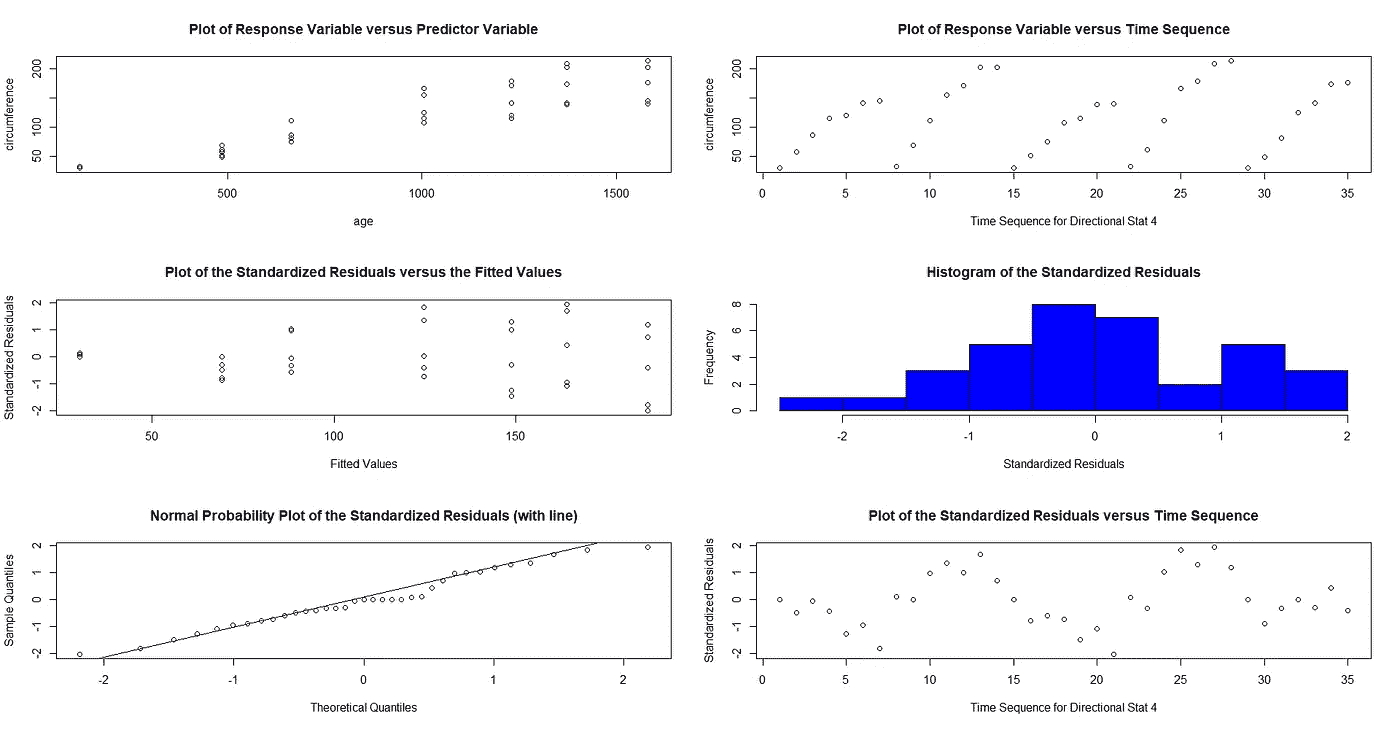 Plot of Response Variable versus Predictor Variable
circumference
200
100
50
500 1000 1500
age
Plot of Response Variable versus Time Sequence
circumference
200
100
50
0 5 10 15 20 25 30 35
Time Sequence for Directional Stat 4
Plot of the Standardized Residuals versus the Fitted Values
Standardized Residuals
2
1
0
-1
-2
50 100 150
Fitted Values
Histogram of the Standardized Residuals
Frequency
8
6
4
2
0
-2 -1 0 1 2
Standardized Residuals
Normal Probability Plot of the Standardized Residuals (with line)
Sample Quantiles
2
1
0
-1
-2
-2 -1 0 1 2
Theoretical Quantiles
Plot of the Standardized Residuals versus Time Sequence
Standardized Residuals
2
1
0
-1
-2
0 5 10 15 20 25 30 35
Time Sequence for Directional Stat 4